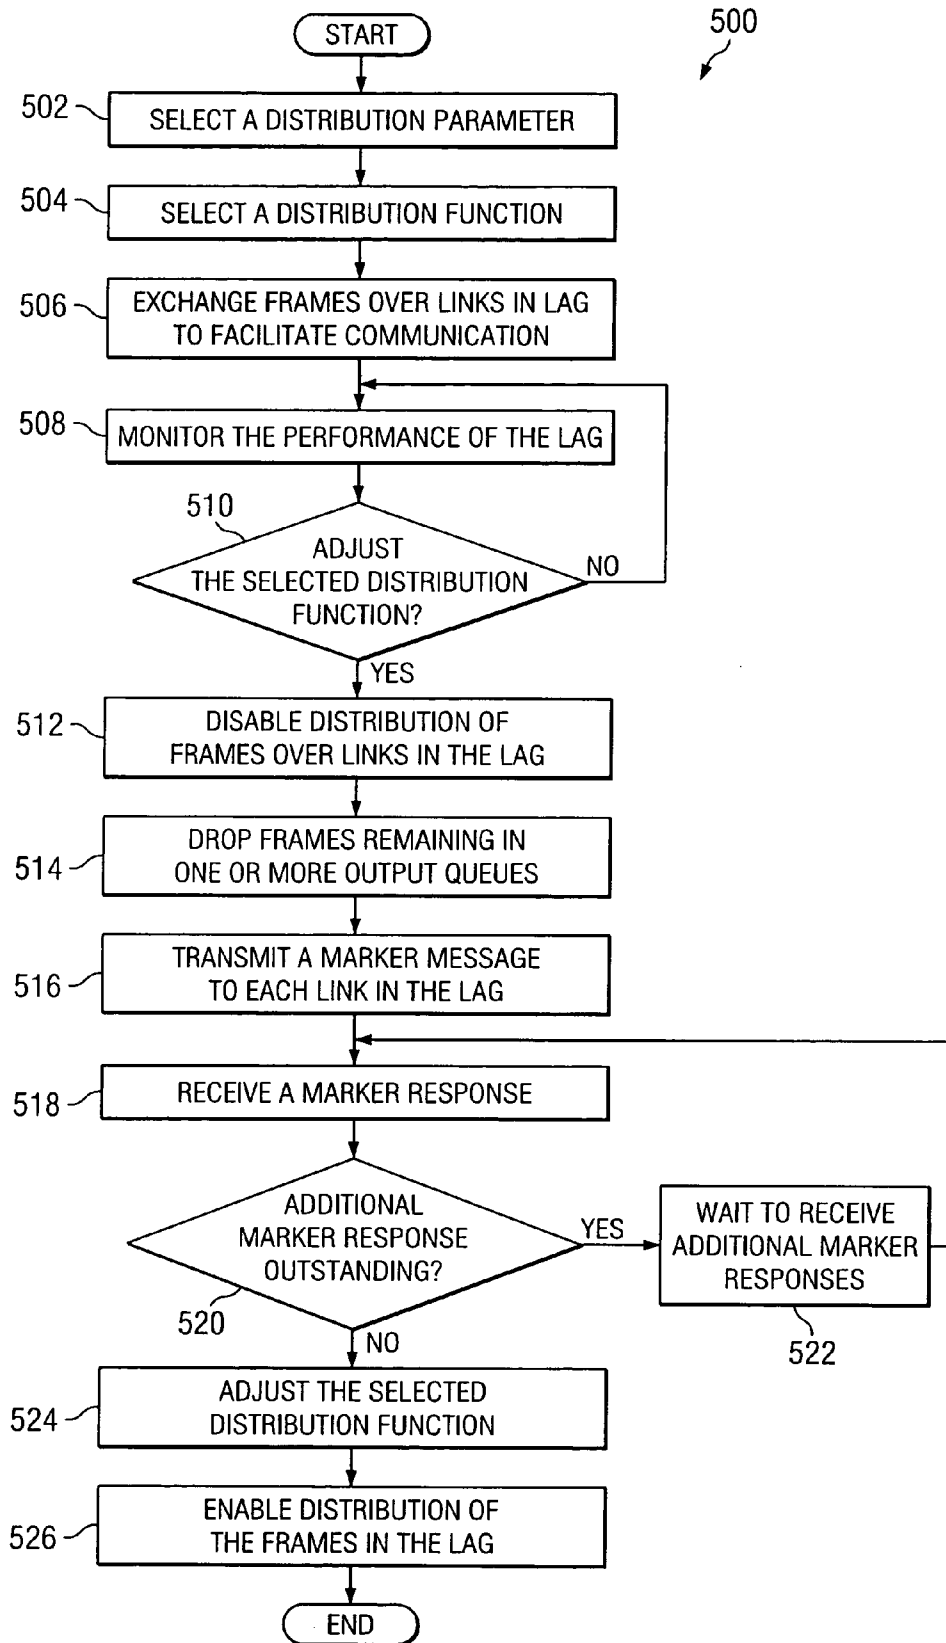 START
500
502
SELECT A DISTRIBUTION PARAMETER
504
SELECT A DISTRIBUTION FUNCTION
506
EXCHANGE FRAMES OVER LINKS IN LAG
TO FACILITATE COMMUNICATION
508
MONITOR THE PERFORMANCE OF THE LAG
510
ADJUST
THE SELECTED DISTRIBUTION
FUNCTION?
NO
YES
512
DISABLE DISTRIBUTION OF
FRAMES OVER LINKS IN THE LAG
514
DROP FRAMES REMAINING IN
ONE OR MORE OUTPUT QUEUES
516
TRANSMIT A MARKER MESSAGE
TO EACH LINK IN THE LAG
518
RECEIVE A MARKER RESPONSE
ADDITIONAL
MARKER RESPONSE
OUTSTANDING?
520
YES
WAIT TO RECEIVE
ADDITIONAL MARKER
RESPONSES
522
NO
524
ADJUST THE SELECTED
DISTRIBUTION FUNCTION
526
ENABLE DISTRIBUTION OF
THE FRAMES IN THE LAG
END